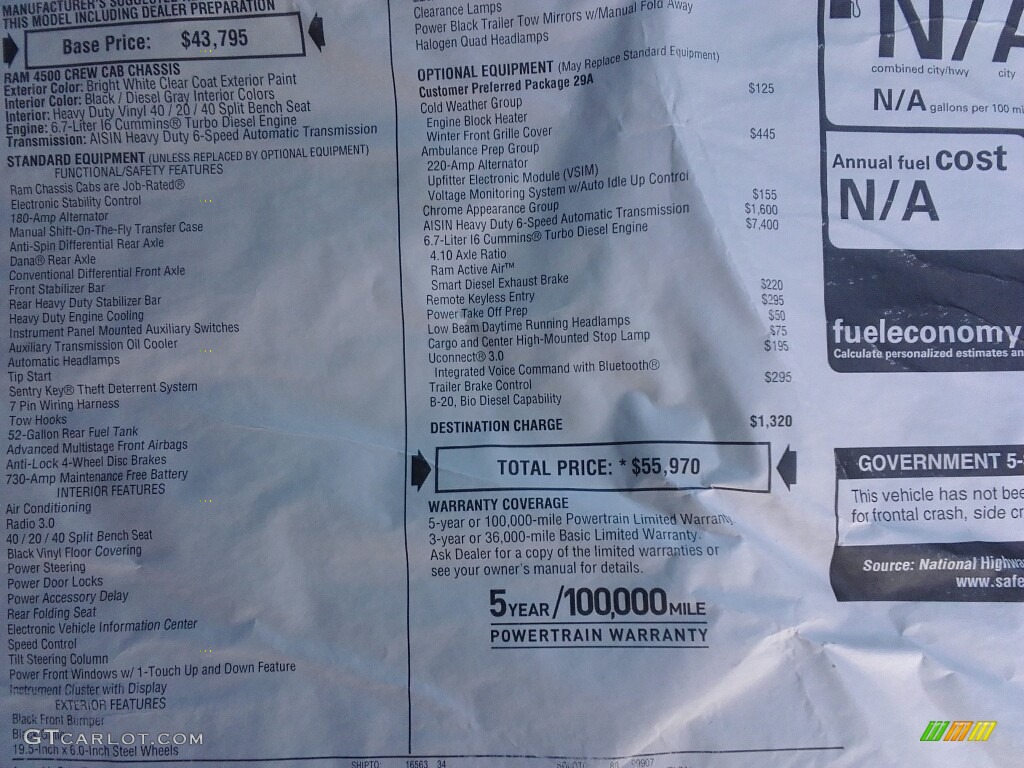 MANUFACTURER'S SUGGESTED
THIS MODEL INCLUDING DEALER PREPARATION
Base Price: $43,795
RAM 4500 CREW CAB CHASSIS
Exterior Color: Bright White Clear Coat Exterior Paint
Interior Color: Black / Diesel Gray Interior Colors
Interior: Heavy Duty Vinyl 40 / 20 / 40 Split Bench Seat
Engine: 6.7-Liter I6 Cummins® Turbo Diesel Engine
Transmission: AISIN Heavy Duty 6-Speed Automatic Transmission
STANDARD EQUIPMENT (UNLESS REPLACED BY OPTIONAL EQUIPMENT)
FUNCTIONAL/SAFETY FEATURES
Ram Chassis Cabs are Job-Rated®
Electronic Stability Control
180-Amp Alternator
Manual Shift-On-The-Fly Transfer Case
Anti-Spin Differential Rear Axle
Dana® Rear Axle
Conventional Differential Front Axle
Front Stabilizer Bar
Rear Heavy Duty Stabilizer Bar
Heavy Duty Engine Cooling
Instrument Panel Mounted Auxiliary Switches
Auxiliary Transmission Oil Cooler
Automatic Headlamps
Tip Start
Sentry Key® Theft Deterrent System
7 Pin Wiring Harness
Tow Hooks
52-Gallon Rear Fuel Tank
Advanced Multistage Front Airbags
Anti-Lock 4-Wheel Disc Brakes
730-Amp Maintenance Free Battery
INTERIOR FEATURES
Air Conditioning
Radio 3.0
40 / 20 / 40 Split Bench Seat
Black Vinyl Floor Covering
Power Steering
Power Door Locks
Power Accessory Delay
Rear Folding Seat
Electronic Vehicle Information Center
Speed Control
Tilt Steering Column
Power Front Windows w/ 1-Touch Up and Down Feature
Instrument Cluster with Display
EXTERIOR FEATURES
Black Front Bumper
19.5-Inch x 6.0-Inch Steel Wheels
Clearance Lamps
Power Black Trailer Tow Mirrors w/Manual Fold Away
Halogen Quad Headlamps
OPTIONAL EQUIPMENT (May Replace Standard Equipment)
Customer Preferred Package 29A
Cold Weather Group $125
Engine Block Heater
Winter Front Grille Cover
Ambulance Prep Group $445
220-Amp Alternator
Upfitter Electronic Module (VSIM)
Voltage Monitoring System w/Auto Idle Up Control
Chrome Appearance Group $155
AISIN Heavy Duty 6-Speed Automatic Transmission $1,600
6.7-Liter I6 Cummins® Turbo Diesel Engine $7,400
4.10 Axle Ratio
Ram Active Air™
Smart Diesel Exhaust Brake
Remote Keyless Entry $220
Power Take Off Prep $295
Low Beam Daytime Running Headlamps $50
Cargo and Center High-Mounted Stop Lamp $75
Uconnect® 3.0 $195
Integrated Voice Command with Bluetooth®
Trailer Brake Control $295
B-20, Bio Diesel Capability
DESTINATION CHARGE $1,320
TOTAL PRICE: * $55,970
WARRANTY COVERAGE
5-year or 100,000-mile Powertrain Limited Warranty.
3-year or 36,000-mile Basic Limited Warranty.
Ask Dealer for a copy of the limited warranties or
see your owner's manual for details.
5 YEAR/100,000 MILE
POWERTRAIN WARRANTY
SHIPTO: 16563 34
N/A
combined city/hwy city
N/A gallons per 100 mi
Annual fuel cost
N/A
fueleconomy
Calculate personalized estimates an
GOVERNMENT 5-
This vehicle has not bee
for frontal crash, side cr
Source: National Highwa
www.safe
GTCARLOT.COM